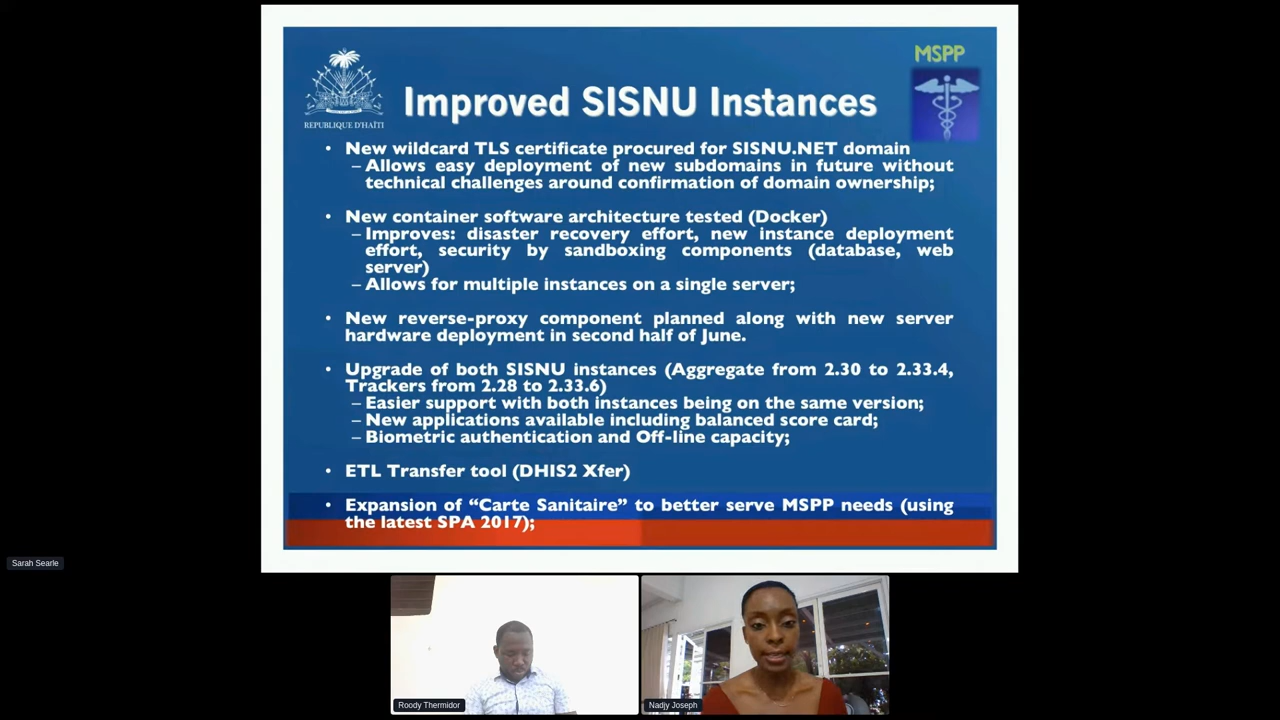 MSPP
REPUBLIQUE D'HAÏTI
Improved SISNU Instances
• New wildcard TLS certificate procured for SISNU.NET domain
– Allows easy deployment of new subdomains in future without
technical challenges around confirmation of domain ownership;
• New container software architecture tested (Docker)
– Improves: disaster recovery effort, new instance deployment
effort, security by sandboxing components (database, web
server)
– Allows for multiple instances on a single server;
• New reverse-proxy component planned along with new server
hardware deployment in second half of June.
• Upgrade of both SISNU instances (Aggregate from 2.30 to 2.33.4,
Trackers from 2.28 to 2.33.6)
– Easier support with both instances being on the same version;
– New applications available including balanced score card;
– Biometric authentication and Off-line capacity;
• ETL Transfer tool (DHIS2 Xfer)
• Expansion of “Carte Sanitaire” to better serve MSPP needs (using
the latest SPA 2017);
Sarah Searle
Roody Thermidor
Nadjy Joseph